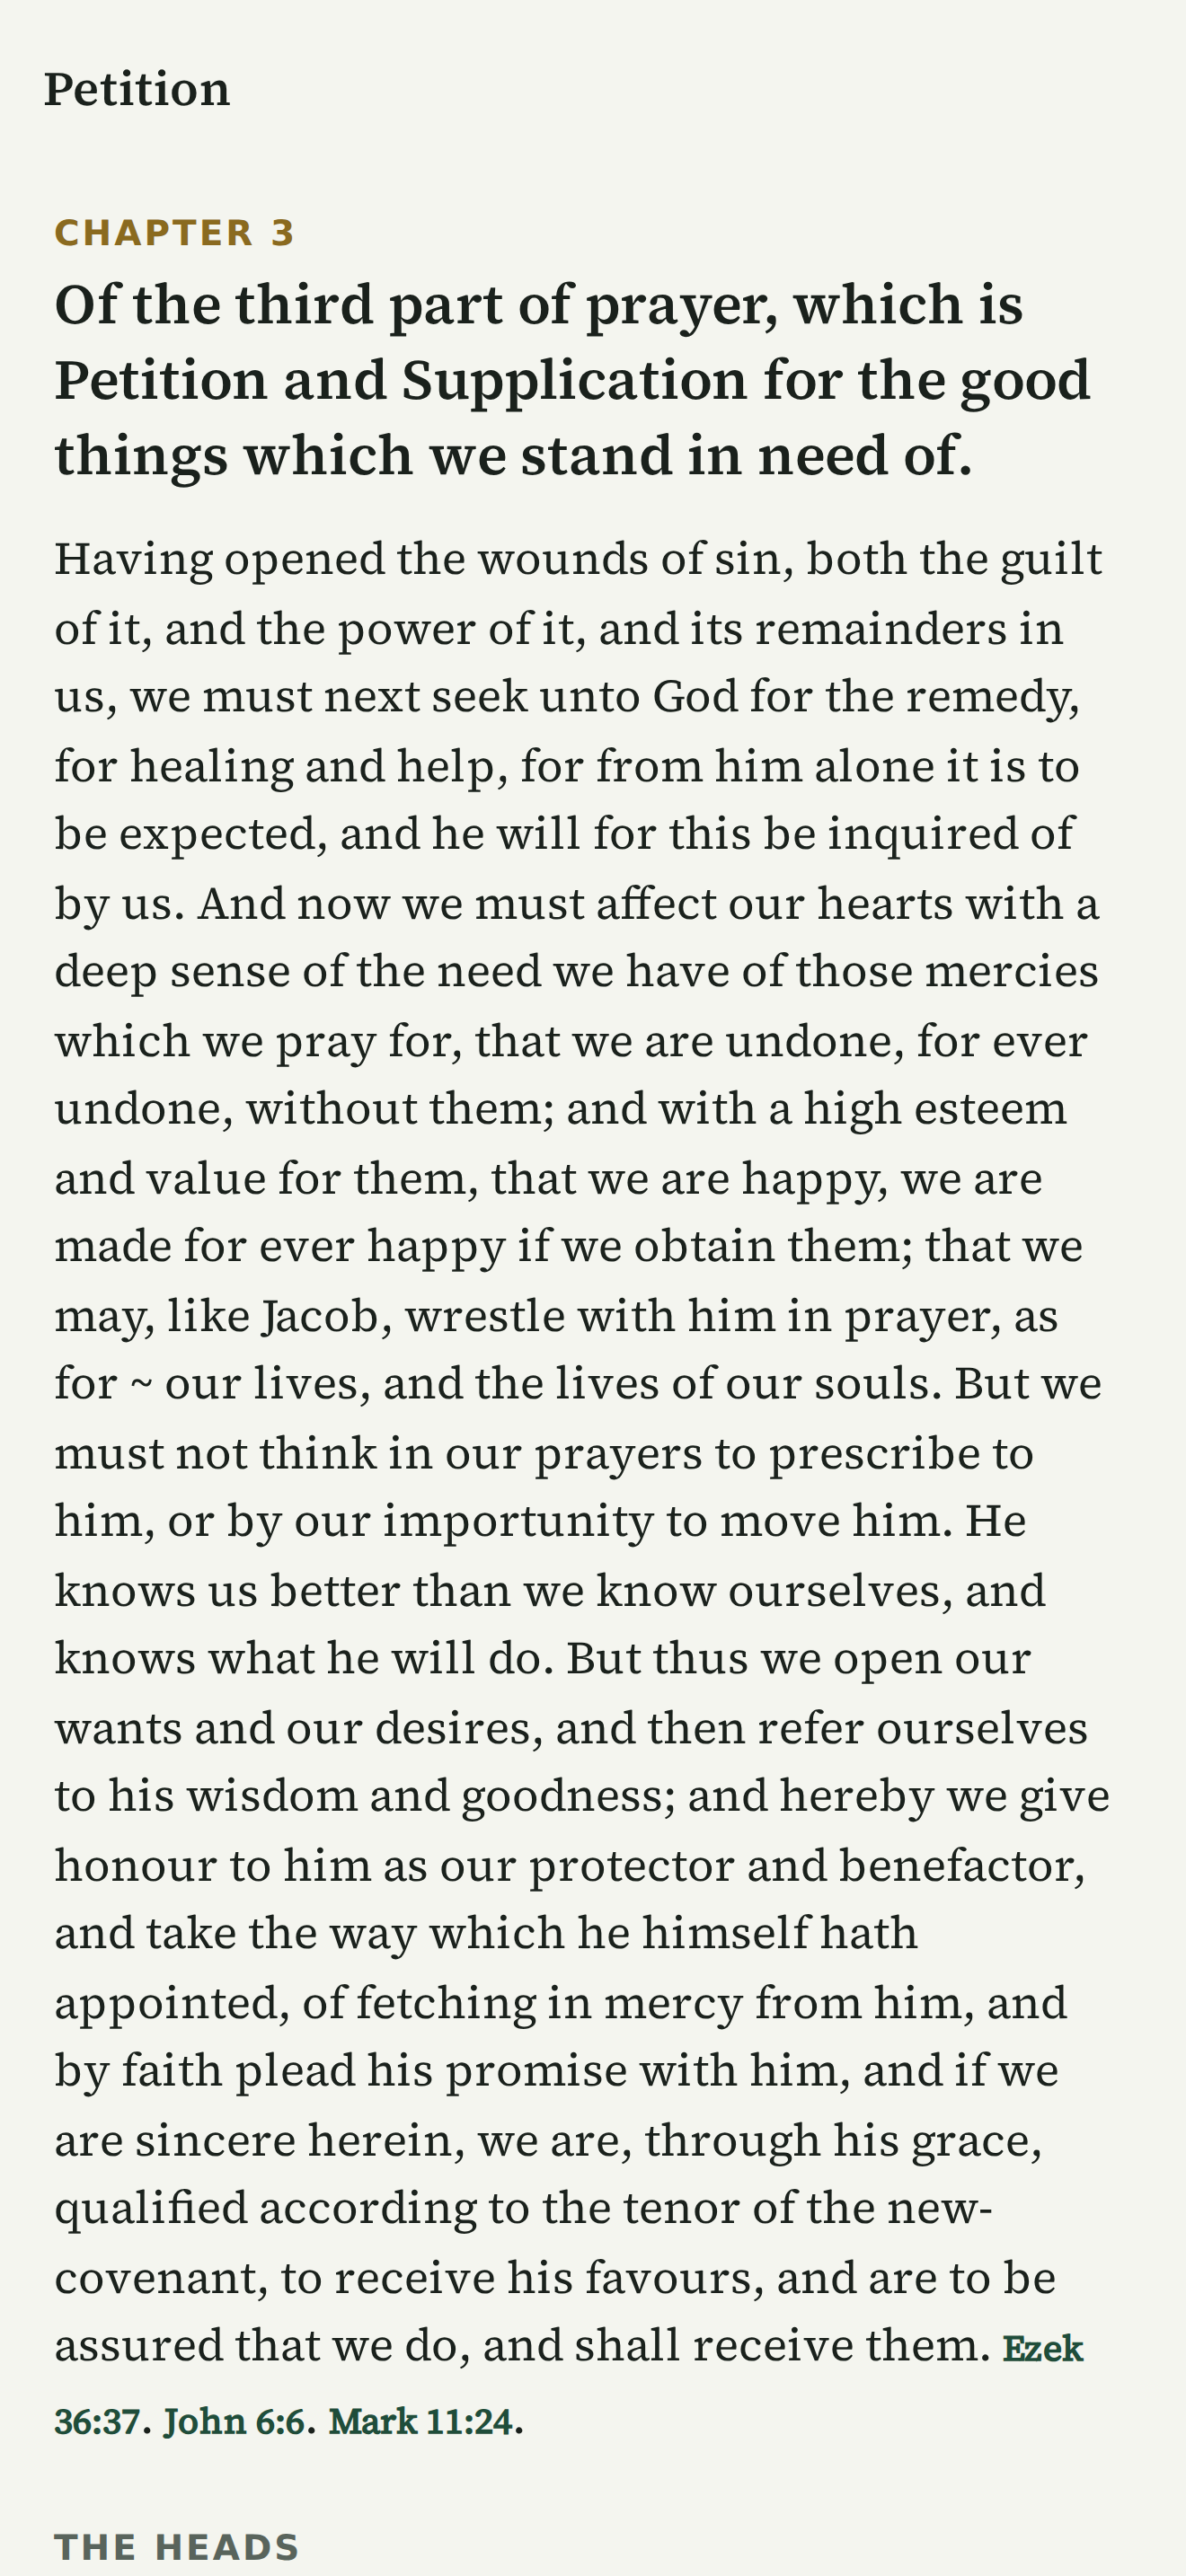 Petition
CHAPTER 3
Of the third part of prayer, which is
Petition and Supplication for the good
things which we stand in need of.
Having opened the wounds of sin, both the guilt
of it, and the power of it, and its remainders in
us, we must next seek unto God for the remedy,
for healing and help, for from him alone it is to
be expected, and he will for this be inquired of
by us. And now we must affect our hearts with a
deep sense of the need we have of those mercies
which we pray for, that we are undone, for ever
undone, without them; and with a high esteem
and value for them, that we are happy, we are
made for ever happy if we obtain them; that we
may, like Jacob, wrestle with him in prayer, as
for ~ our lives, and the lives of our souls. But we
must not think in our prayers to prescribe to
him, or by our importunity to move him. He
knows us better than we know ourselves, and
knows what he will do. But thus we open our
wants and our desires, and then refer ourselves
to his wisdom and goodness; and hereby we give
honour to him as our protector and benefactor,
and take the way which he himself hath
appointed, of fetching in mercy from him, and
by faith plead his promise with him, and if we
are sincere herein, we are, through his grace,
qualified according to the tenor of the new-
covenant, to receive his favours, and are to be
assured that we do, and shall receive them. Ezek
36:37. John 6:6. Mark 11:24.
THE HEADS